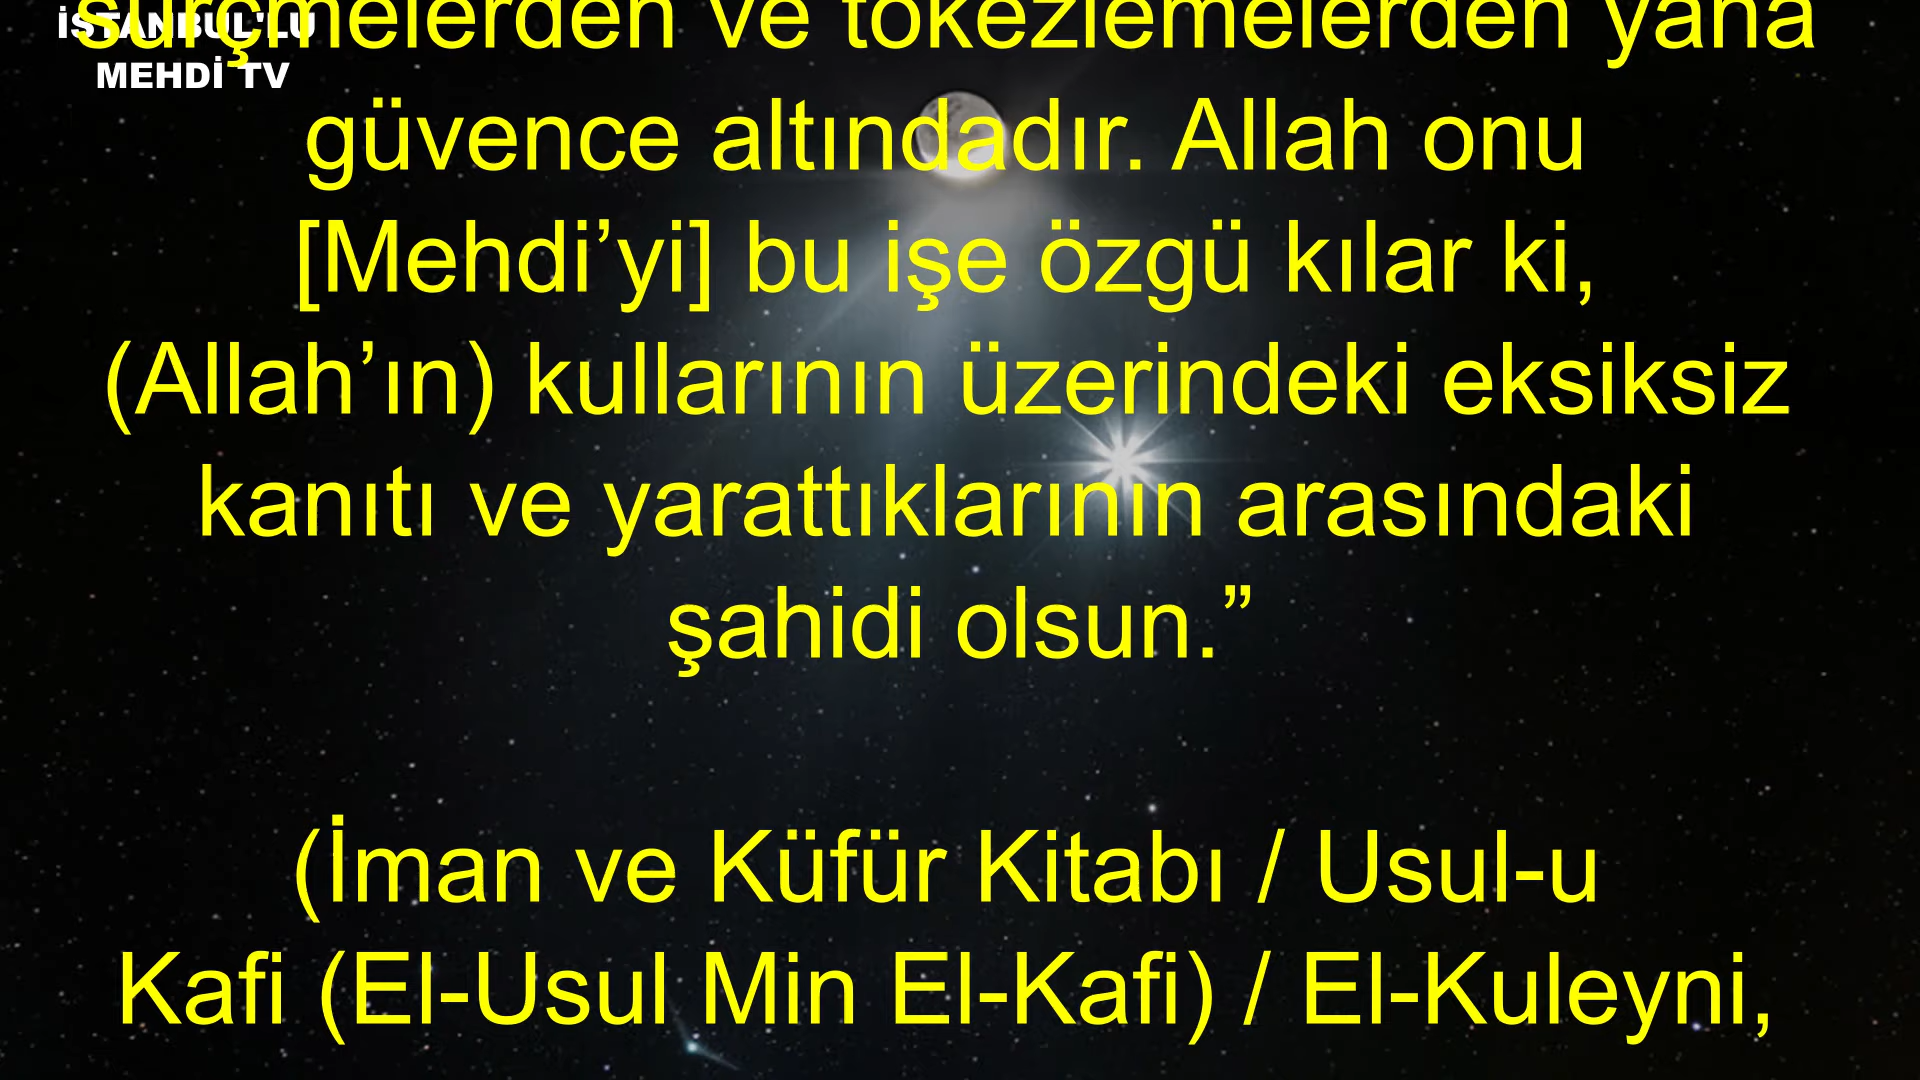 İSTANBUL'LU
MEHDİ TV
sürçmelerden ve tökezlemelerden yana
güvence altındadır. Allah onu
[Mehdi’yi] bu işe özgü kılar ki,
(Allah’ın) kullarının üzerindeki eksiksiz
kanıtı ve yarattıklarının arasındaki
şahidi olsun.”
(İman ve Küfür Kitabı / Usul-u
Kafi (El-Usul Min El-Kafi) / El-Kuleyni,